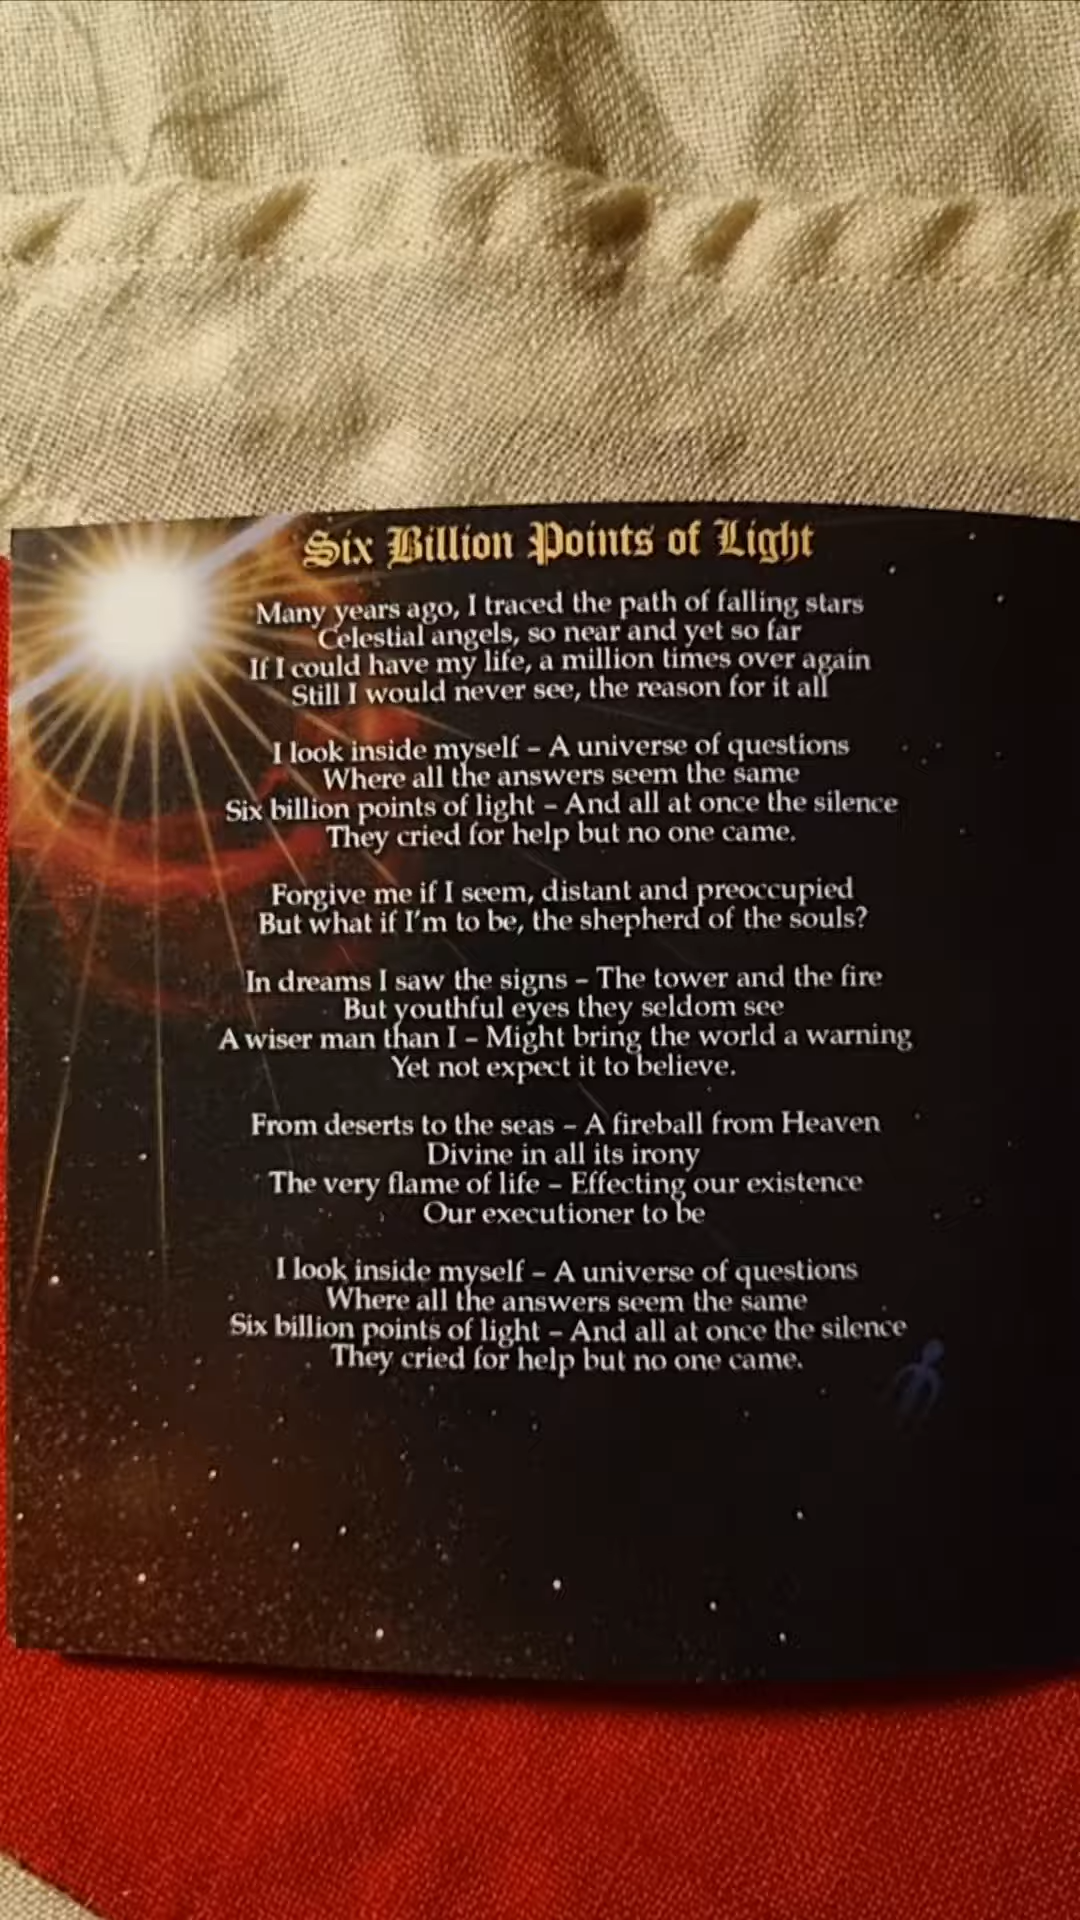 Six Billion Points of Light
Many years ago, I traced the path of falling stars
Celestial angels, so near and yet so far
If I could have my life, a million times over again
Still I would never see, the reason for it all
I look inside myself – A universe of questions
Where all the answers seem the same
Six billion points of light – And all at once the silence
They cried for help but no one came.
Forgive me if I seem, distant and preoccupied
But what if I'm to be, the shepherd of the souls?
In dreams I saw the signs – The tower and the fire
But youthful eyes they seldom see
A wiser man than I – Might bring the world a warning
Yet not expect it to believe.
From deserts to the seas – A fireball from Heaven
Divine in all its irony
The very flame of life – Effecting our existence
Our executioner to be
I look inside myself – A universe of questions
Where all the answers seem the same
Six billion points of light – And all at once the silence
They cried for help but no one came.